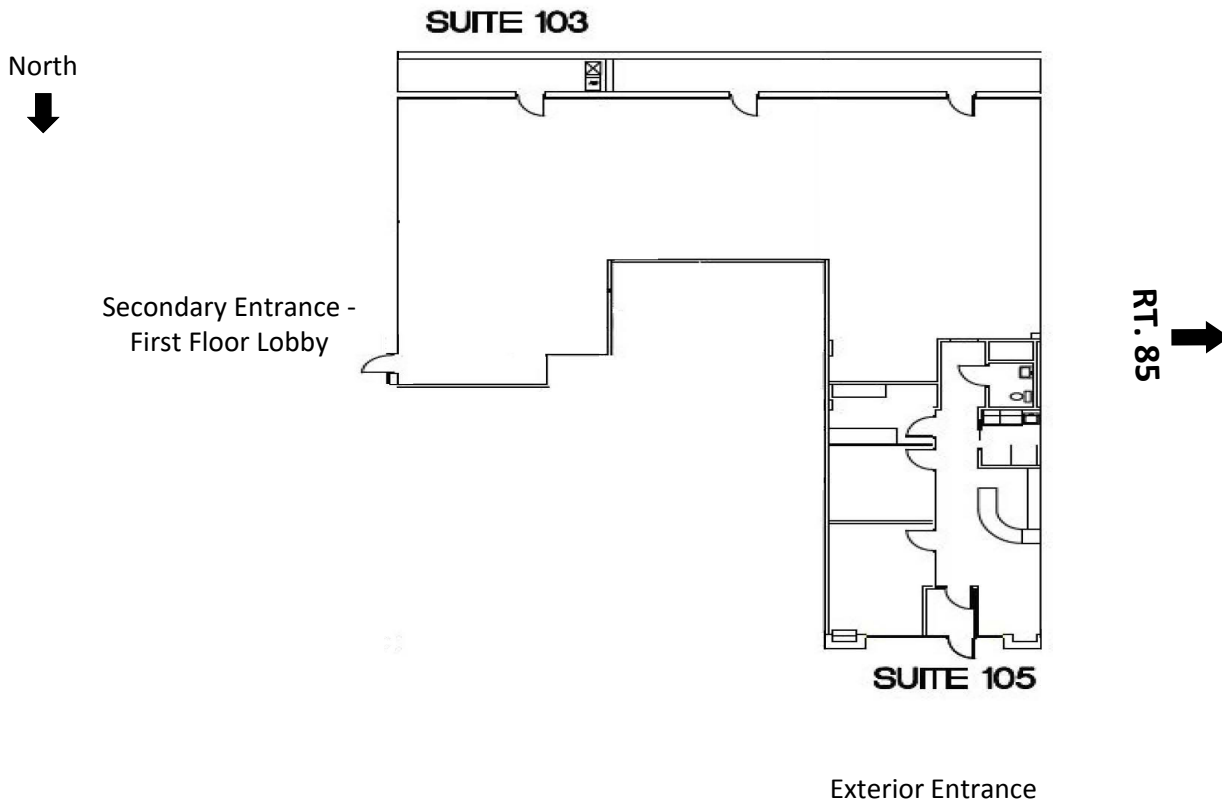 SUITE 103
North
Secondary Entrance -
First Floor Lobby
RT. 85
SUITE 105
Exterior Entrance